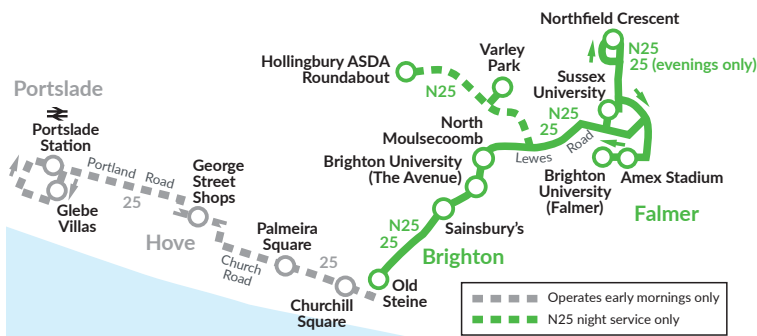 Northfield Crescent
N25
25 (evenings only)
Hollingbury ASDA
Roundabout
Varley
Park
N25
Sussex
University
N25
25
Portslade
Portslade
Station
North
Moulsecoomb
Lewes Road
Brighton University
(The Avenue)
Portland Road
25
George
Street
Shops
Brighton
University
(Falmer)
Amex Stadium
Glebe
Villas
Falmer
Hove
Palmeira
Square
N25
25
Sainsbury's
Brighton
Church
Road
25
Old
Steine
Churchill
Square
Operates early mornings only
N25 night service only